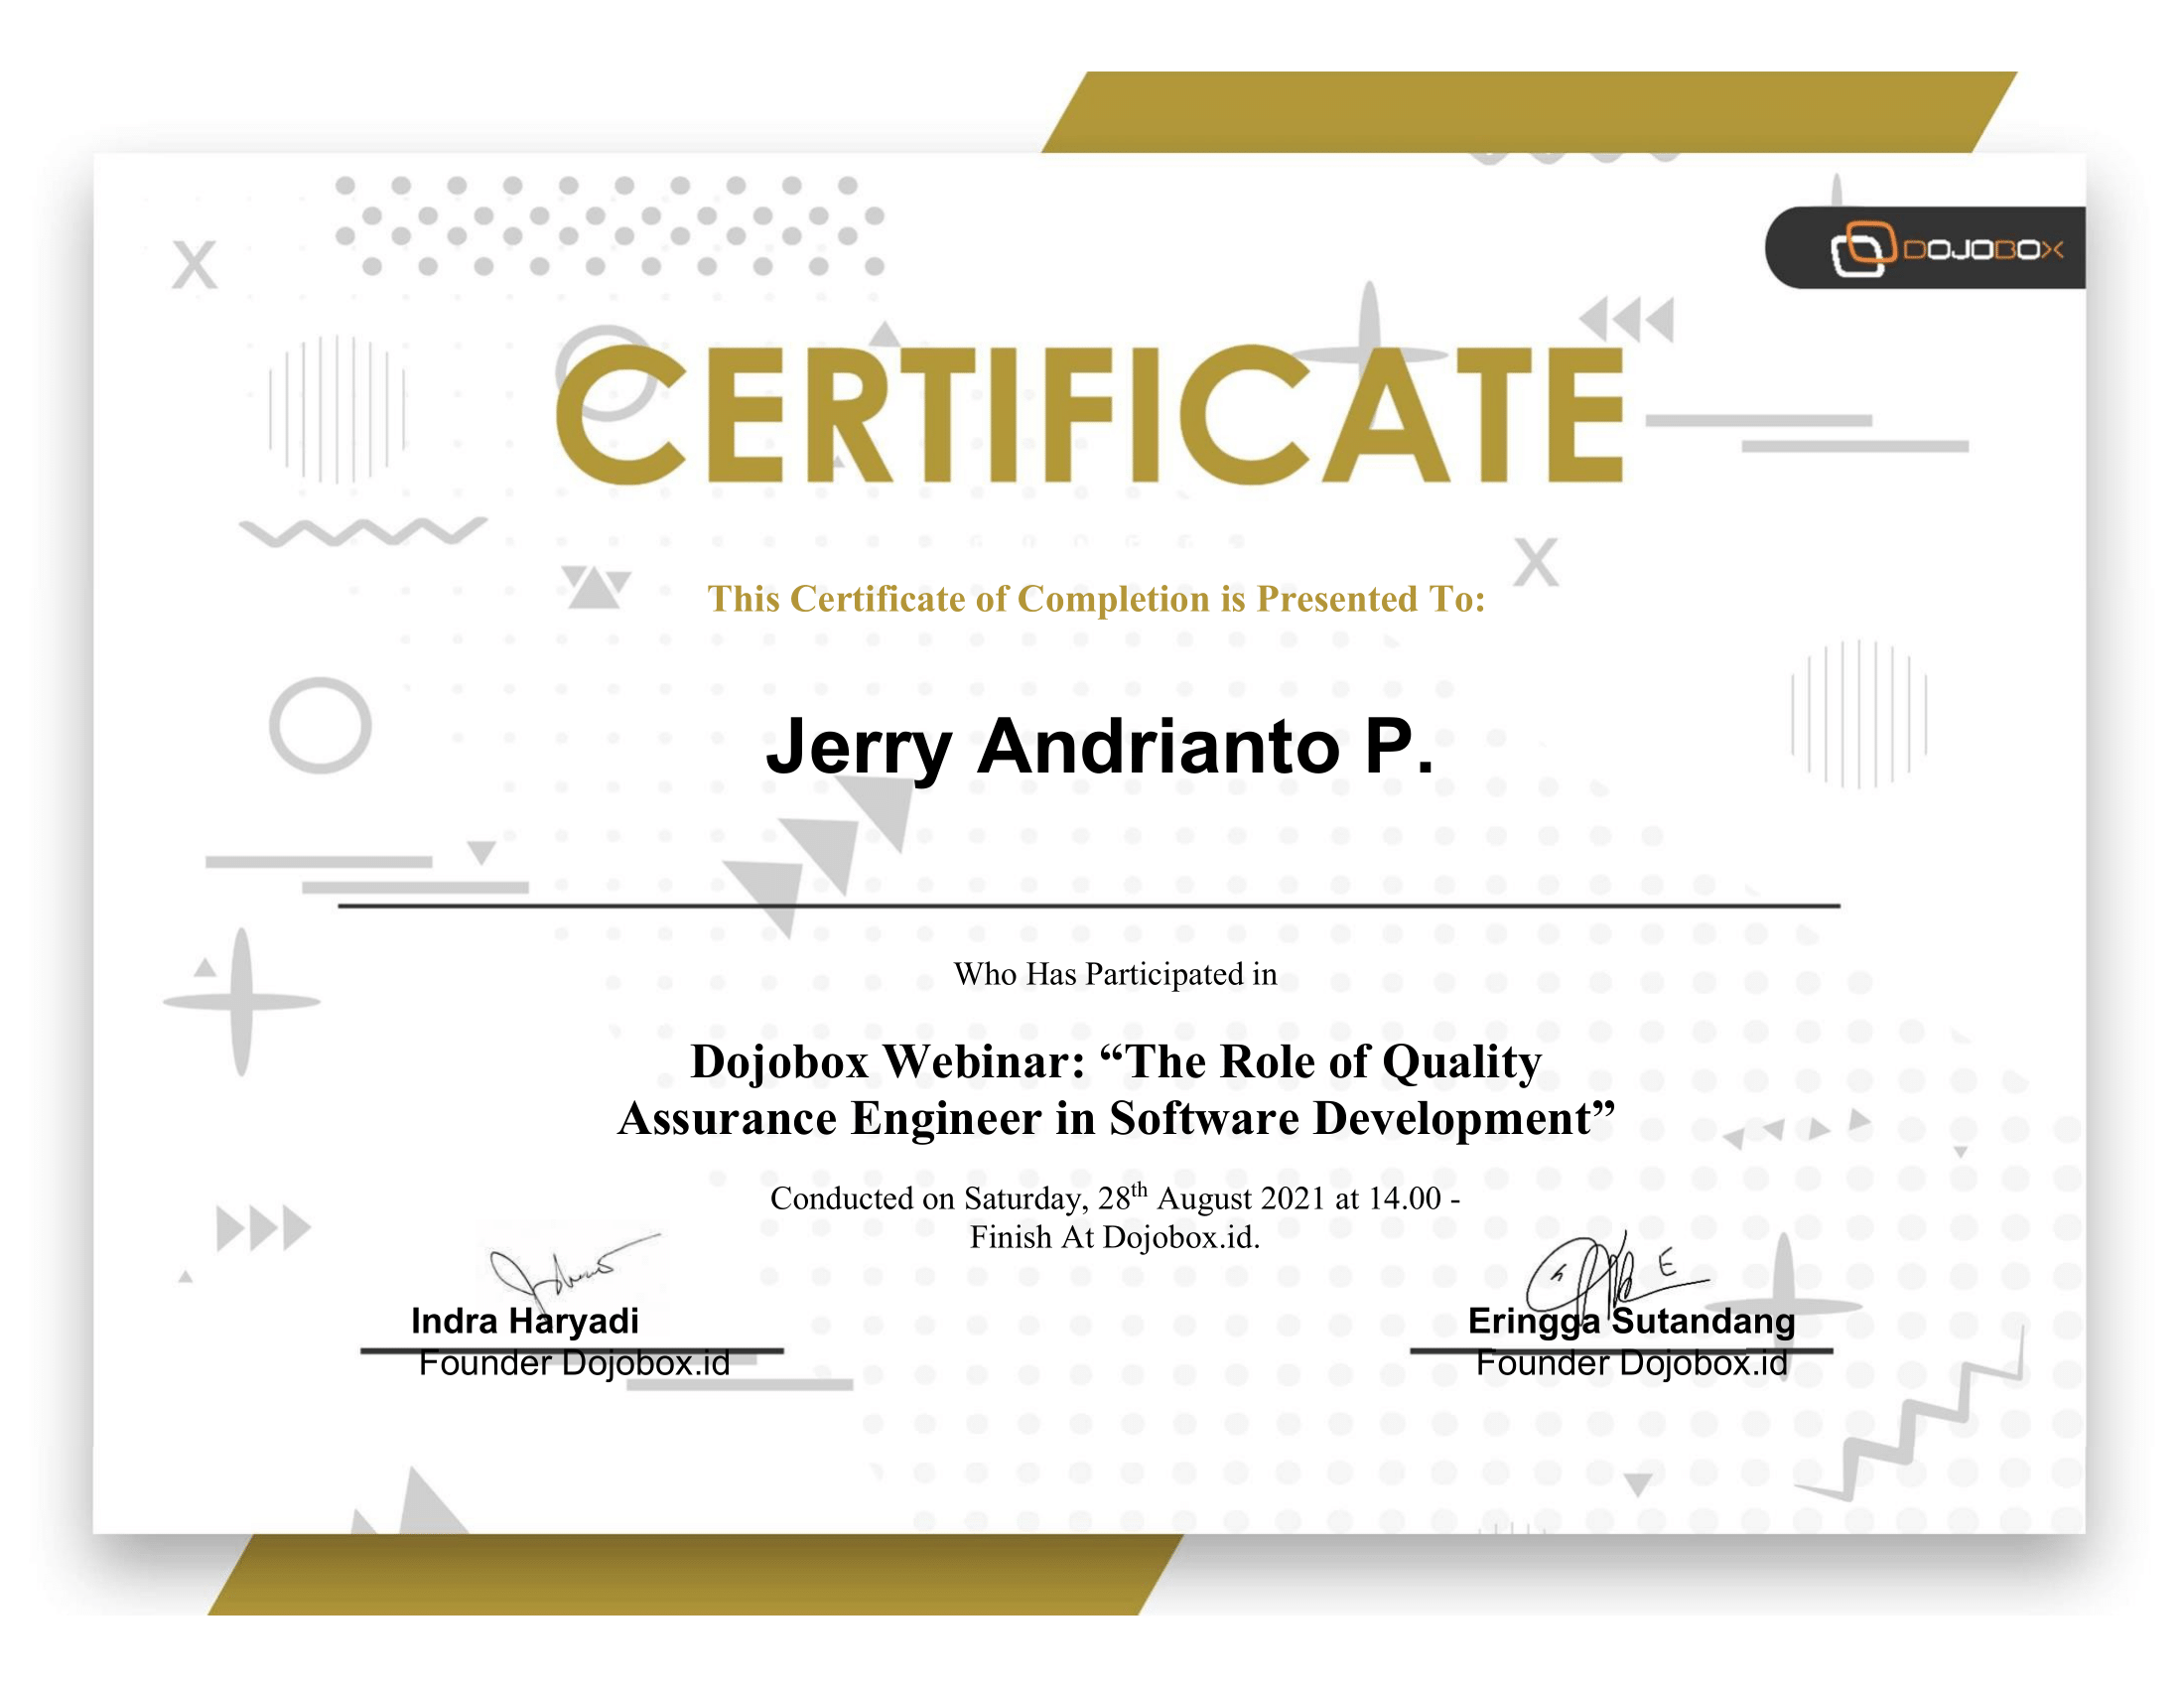 DOJOBOX
CERTIFICATE
This Certificate of Completion is Presented To:
Jerry Andrianto P.
Who Has Participated in
Dojobox Webinar: “The Role of Quality
Assurance Engineer in Software Development”
Conducted on Saturday, 28th August 2021 at 14.00 -
Finish At Dojobox.id.
Indra Haryadi
Founder Dojobox.id
Eringga Sutandang
Founder Dojobox.id